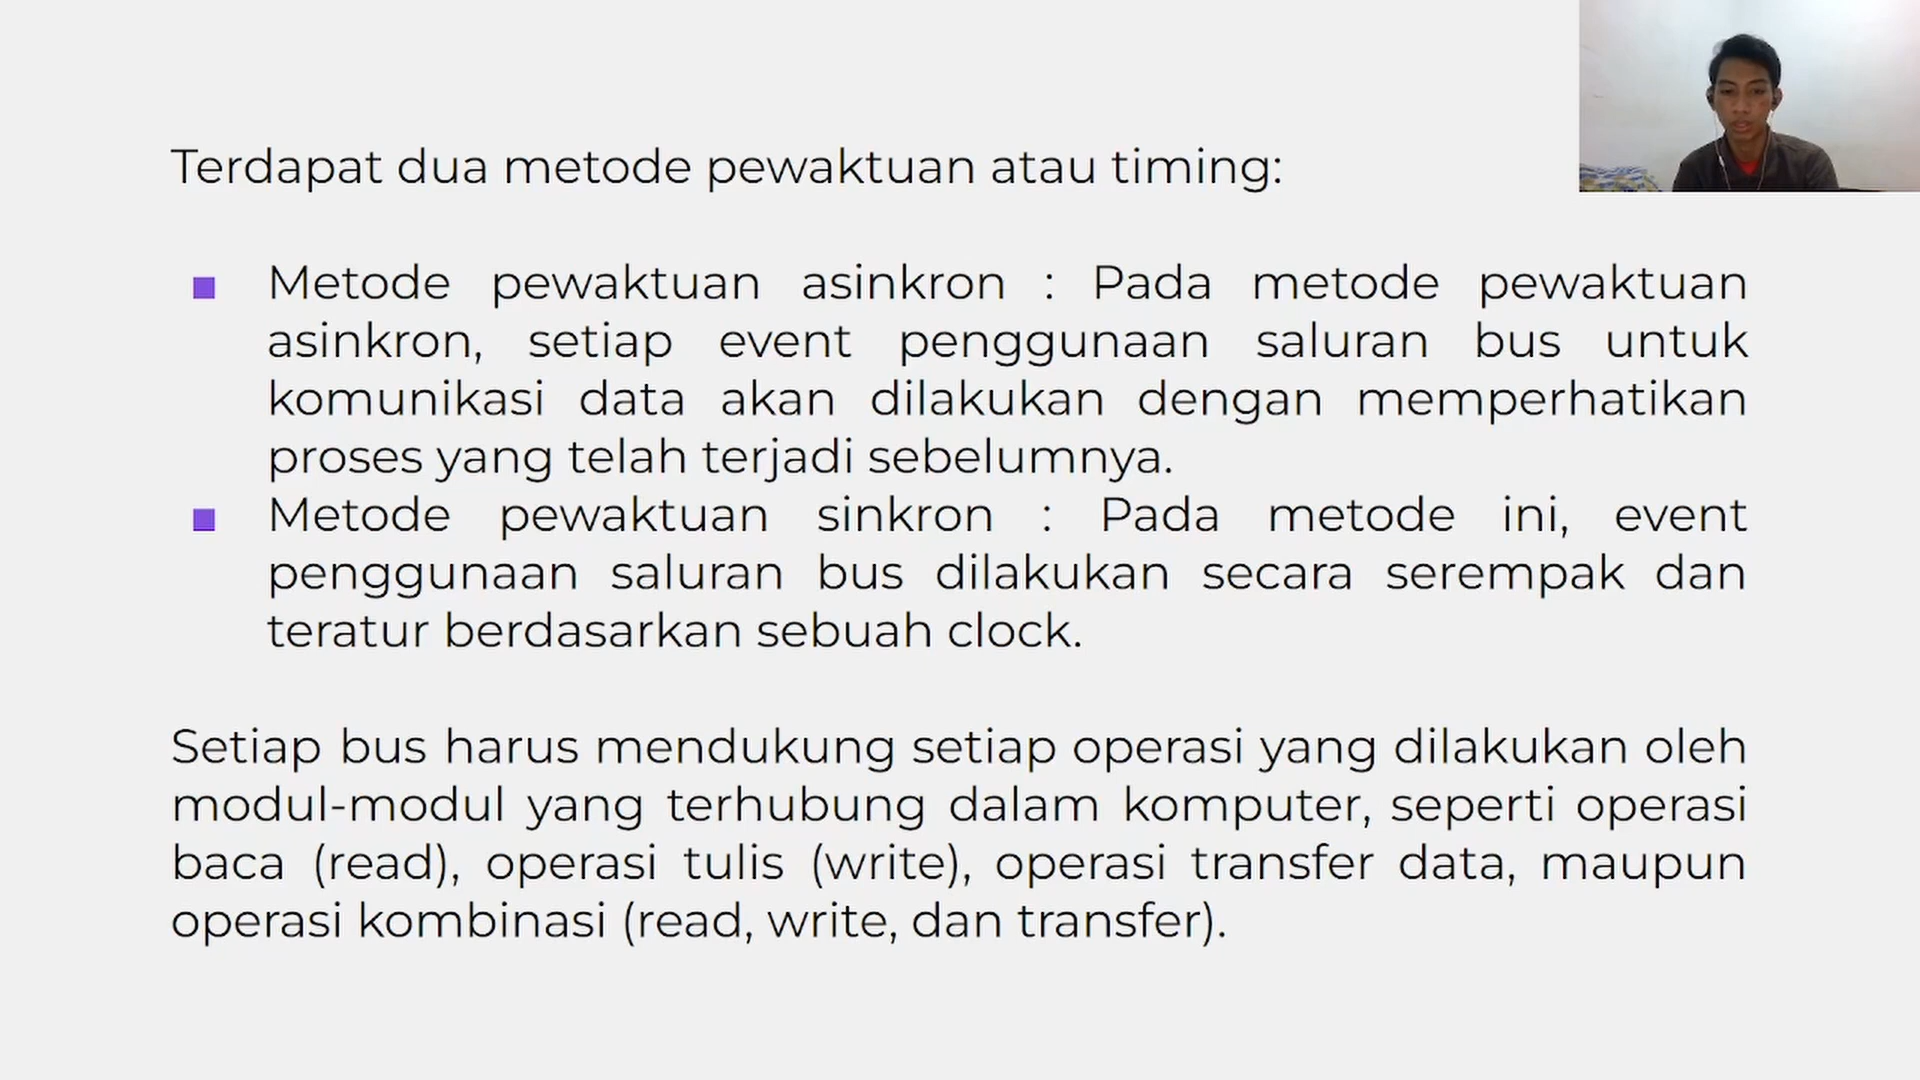 Terdapat dua metode pewaktuan atau timing:
Metode pewaktuan asinkron : Pada metode pewaktuan
asinkron, setiap event penggunaan saluran bus untuk
komunikasi data akan dilakukan dengan memperhatikan
proses yang telah terjadi sebelumnya.
Metode pewaktuan sinkron : Pada metode ini, event
penggunaan saluran bus dilakukan secara serempak dan
teratur berdasarkan sebuah clock.
Setiap bus harus mendukung setiap operasi yang dilakukan oleh
modul-modul yang terhubung dalam komputer, seperti operasi
baca (read), operasi tulis (write), operasi transfer data, maupun
operasi kombinasi (read, write, dan transfer).